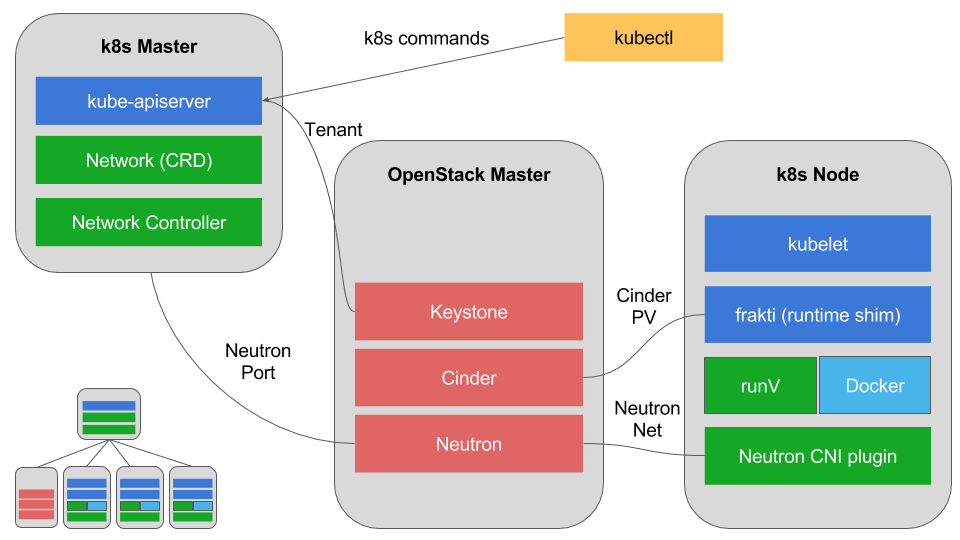 k8s Master
kube-apiserver
Network (CRD)
Network Controller
k8s commands
kubectl
Tenant
OpenStack Master
Keystone
Cinder
Neutron
Neutron
Port
Cinder
PV
Neutron
Net
k8s Node
kubelet
frakti (runtime shim)
runV
Docker
Neutron CNI plugin